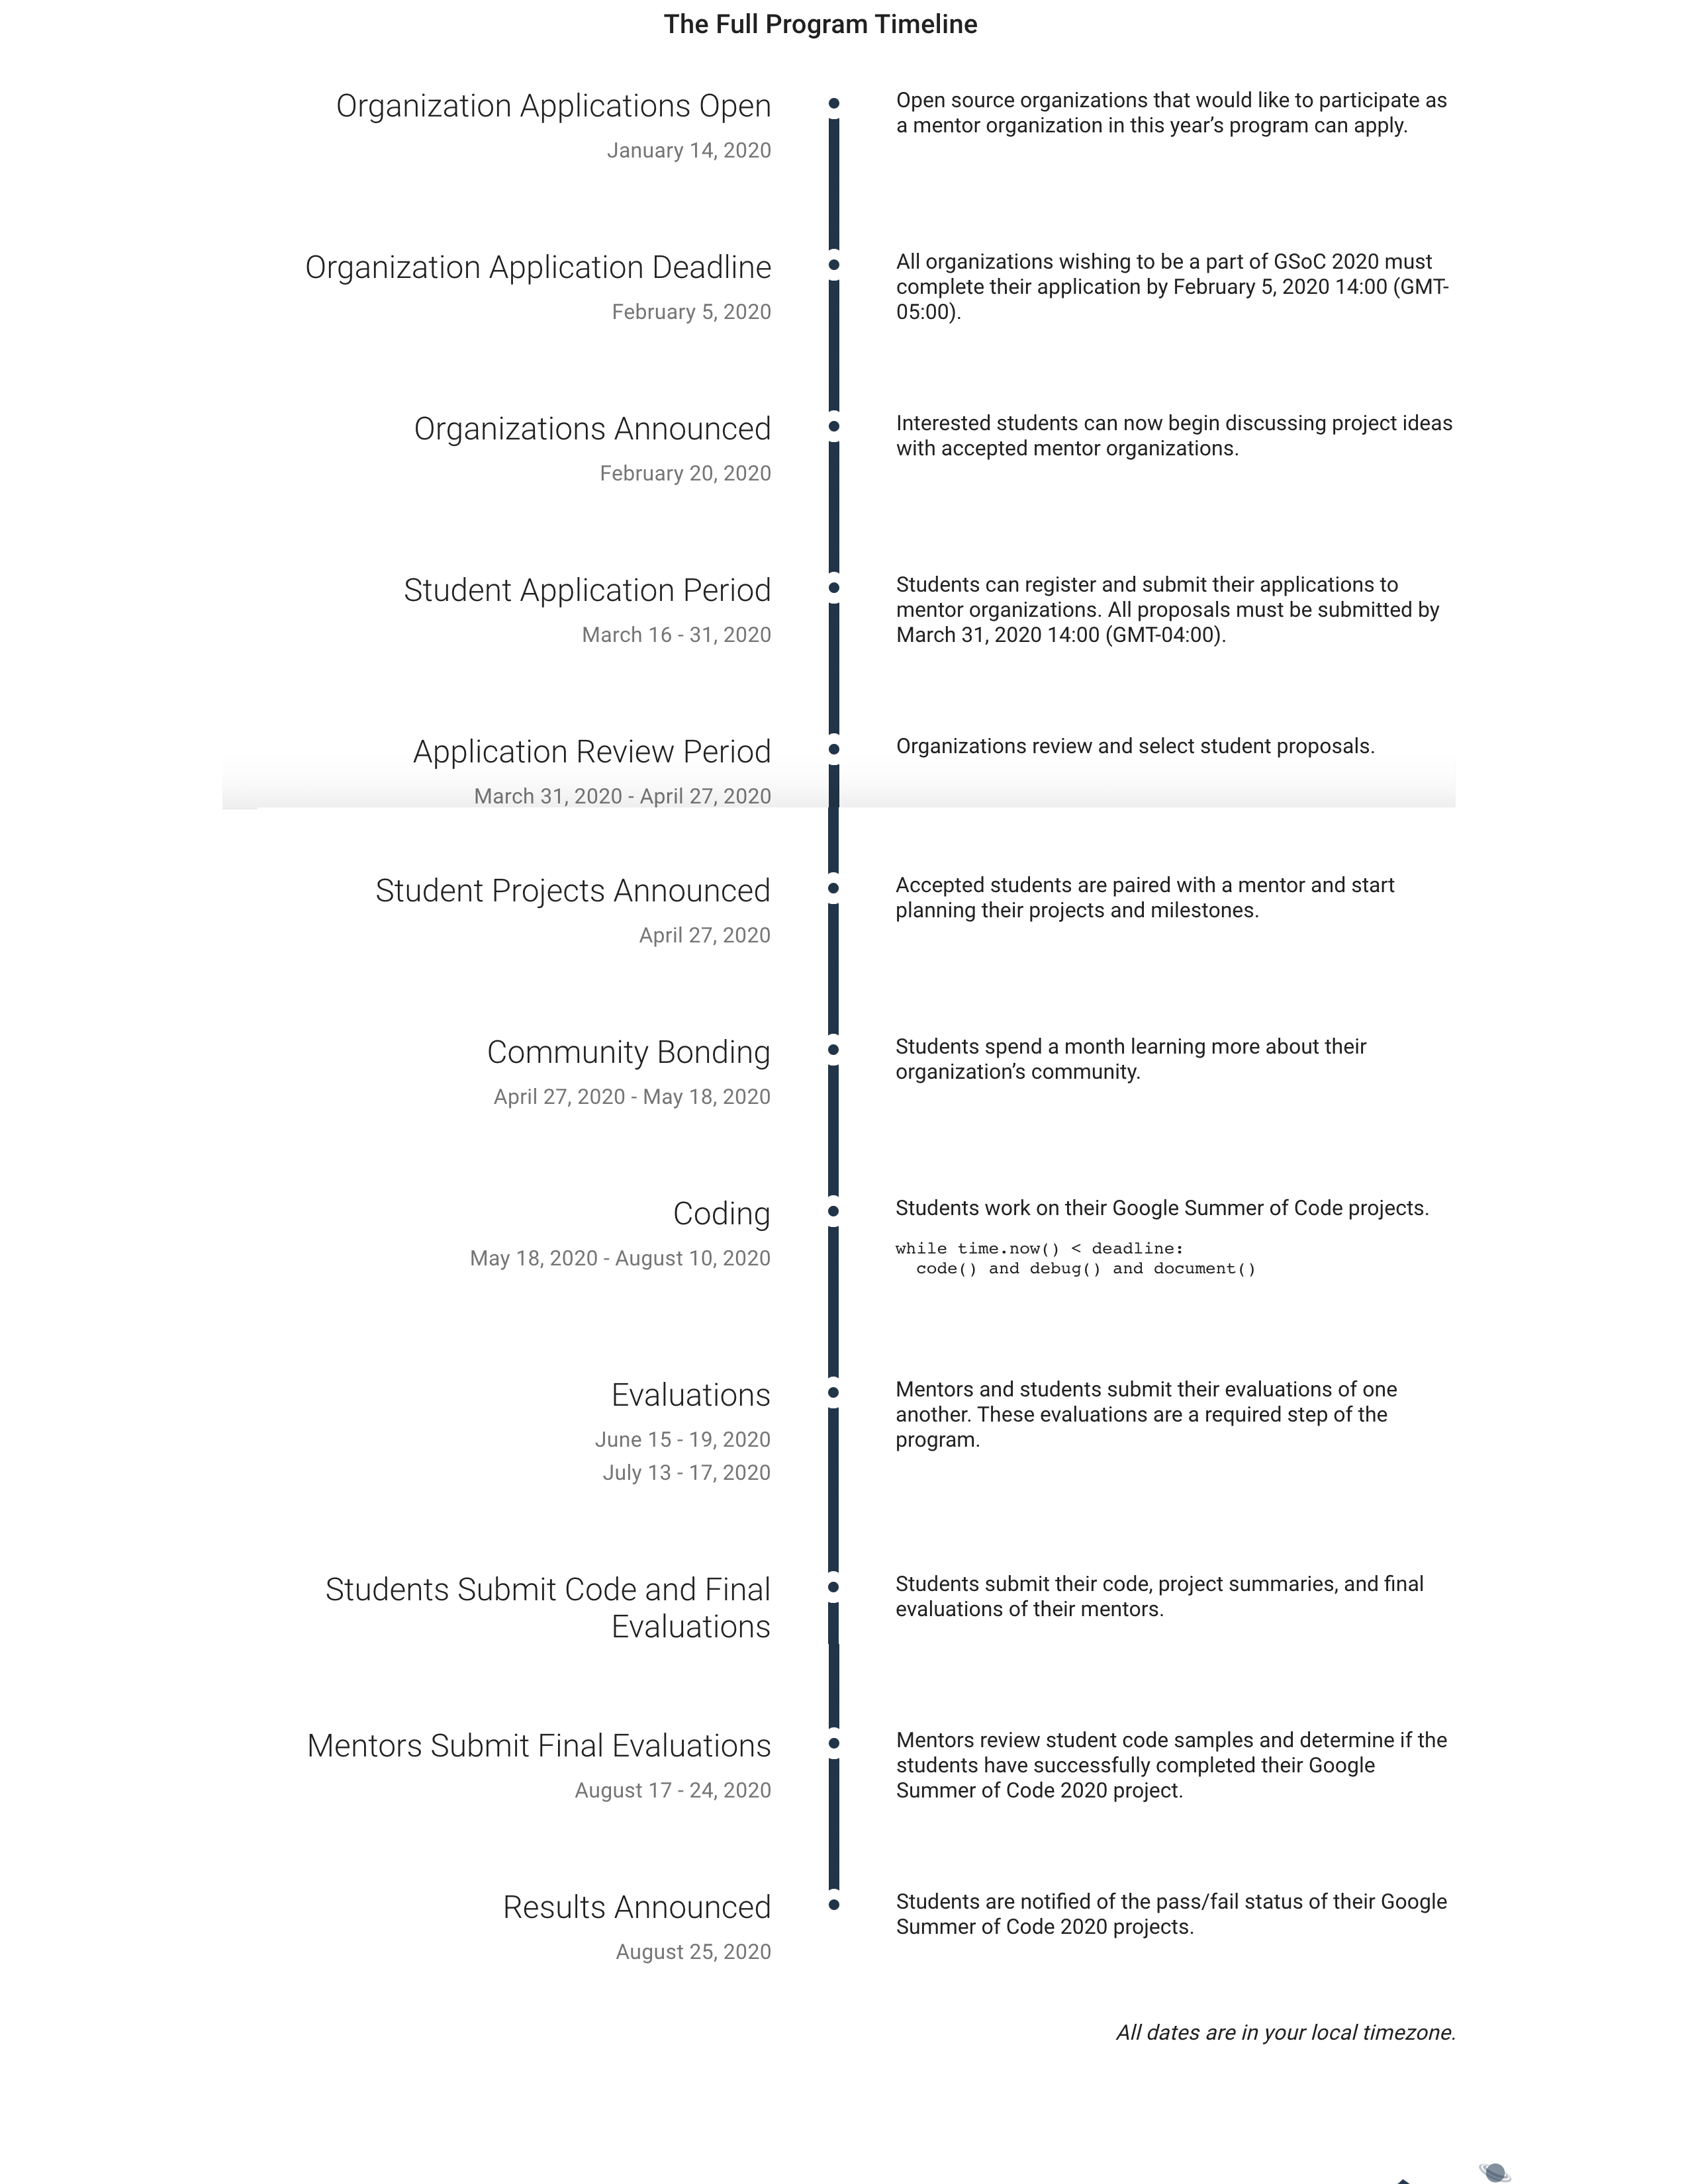 The Full Program Timeline
Organization Applications Open
January 14, 2020
Open source organizations that would like to participate as
a mentor organization in this year’s program can apply.
Organization Application Deadline
February 5, 2020
All organizations wishing to be a part of GSoC 2020 must
complete their application by February 5, 2020 14:00 (GMT-
05:00).
Organizations Announced
February 20, 2020
Interested students can now begin discussing project ideas
with accepted mentor organizations.
Student Application Period
March 16 - 31, 2020
Students can register and submit their applications to
mentor organizations. All proposals must be submitted by
March 31, 2020 14:00 (GMT-04:00).
Application Review Period
March 31, 2020 - April 27, 2020
Organizations review and select student proposals.
Student Projects Announced
April 27, 2020
Accepted students are paired with a mentor and start
planning their projects and milestones.
Community Bonding
April 27, 2020 - May 18, 2020
Students spend a month learning more about their
organization’s community.
Coding
May 18, 2020 - August 10, 2020
Students work on their Google Summer of Code projects.
while time.now() < deadline:
  code() and debug() and document()
Evaluations
June 15 - 19, 2020
July 13 - 17, 2020
Mentors and students submit their evaluations of one
another. These evaluations are a required step of the
program.
Students Submit Code and Final
Evaluations
Students submit their code, project summaries, and final
evaluations of their mentors.
Mentors Submit Final Evaluations
August 17 - 24, 2020
Mentors review student code samples and determine if the
students have successfully completed their Google
Summer of Code 2020 project.
Results Announced
August 25, 2020
Students are notified of the pass/fail status of their Google
Summer of Code 2020 projects.
All dates are in your local timezone.